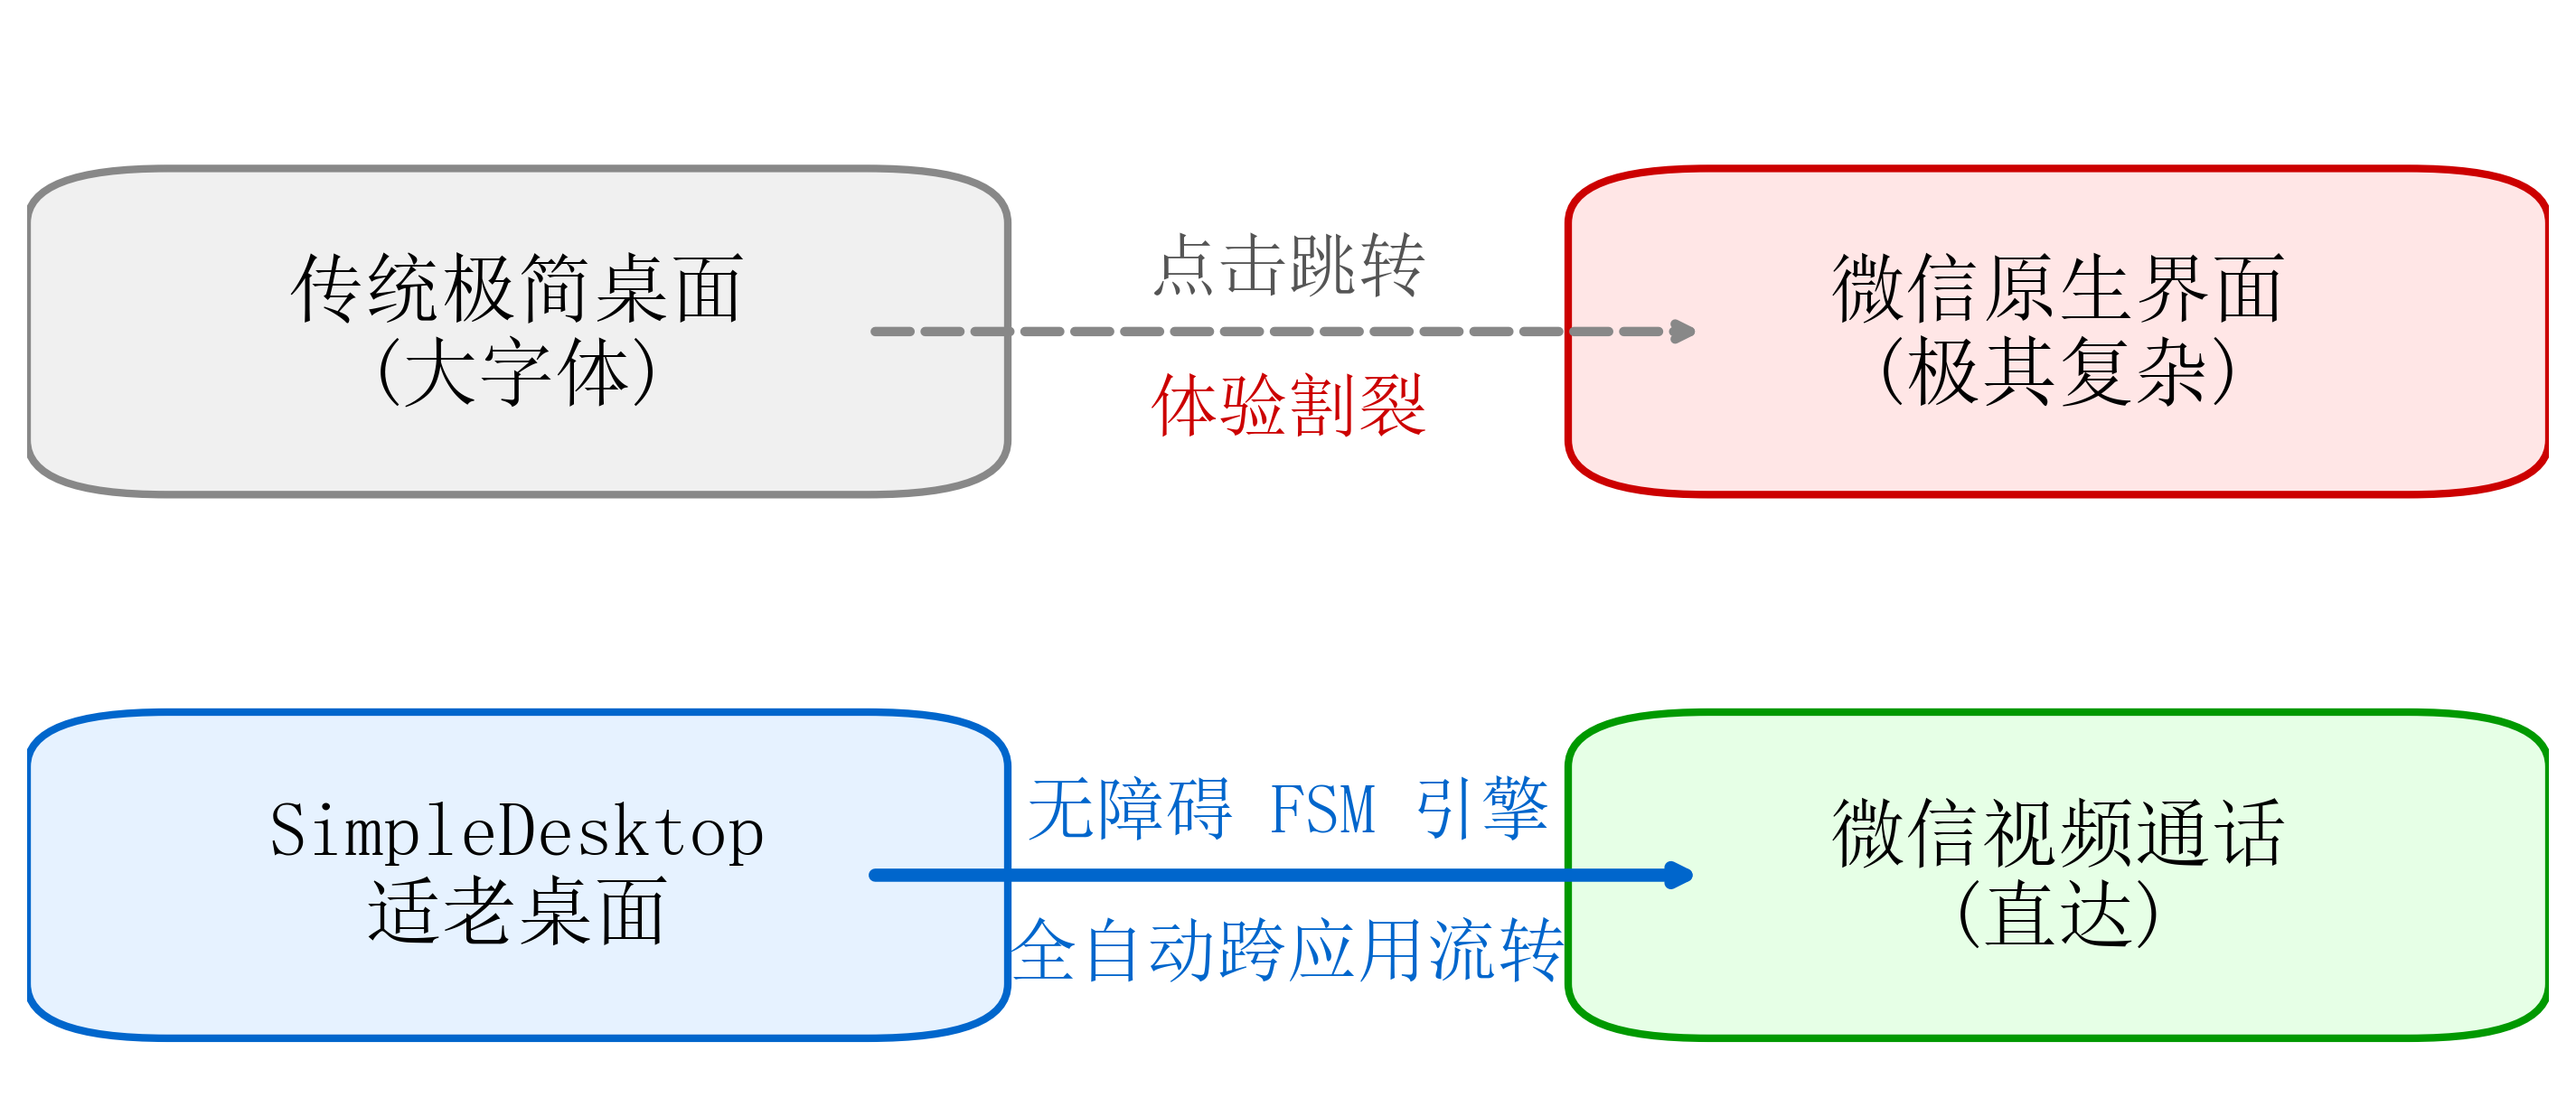 传统极简桌面
(大字体)
点击跳转
体验割裂
微信原生界面
(极其复杂)
SimpleDesktop
适老桌面
无障碍 FSM 引擎
全自动跨应用流转
微信视频通话
(直达)